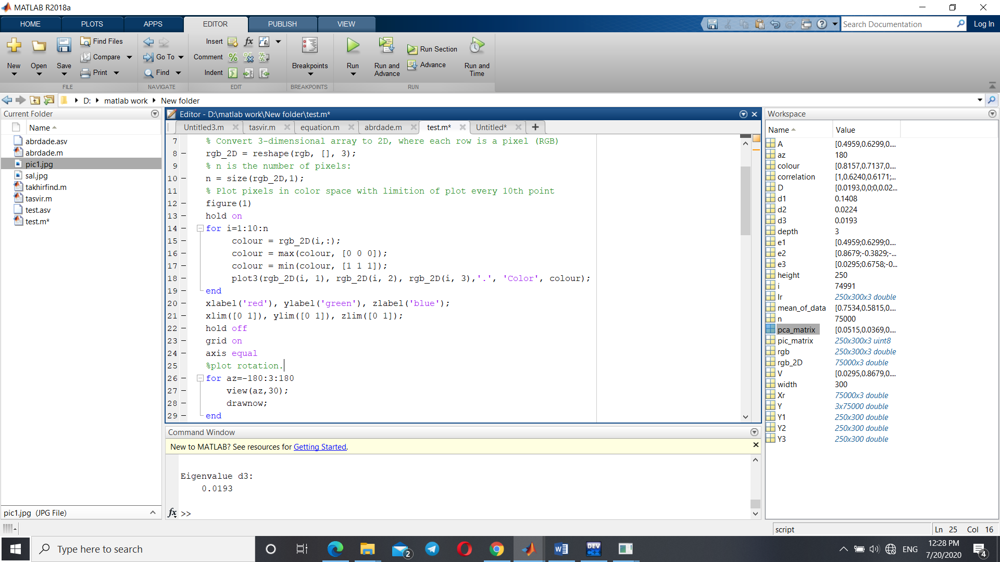 MATLAB R2018a
HOME PLOTS APPS EDITOR PUBLISH VIEW
Search Documentation
Log In
New
Open
Save
Find Files
Compare
Print
FILE
Go To
Find
NAVIGATE
Insert
Comment
Indent
EDIT
Breakpoints
BREAKPOINTS
Run
Run and Advance
Run Section
Advance
Run and Time
RUN
D: matlab work New folder
Current Folder
Name
abrdade.asv
abrdade.m
pic1.jpg
sal.jpg
takhirfind.m
tasvir.m
test.asv
test.m*
pic1.jpg (JPG File)
Editor - D:\matlab work\New folder\test.m*
Untitled3.m tasvir.m equation.m abrdade.m test.m* Untitled*
7 % Convert 3-dimensional array to 2D, where each row is a pixel (RGB)
8 – rgb_2D = reshape(rgb, [], 3);
9 % n is the number of pixels:
10 – n = size(rgb_2D,1);
11 % Plot pixels in color space with limition of plot every 10th point
12 – figure(1)
13 – hold on
14 – for i=1:10:n
15 – colour = rgb_2D(i,:);
16 – colour = max(colour, [0 0 0]);
17 – colour = min(colour, [1 1 1]);
18 – plot3(rgb_2D(i, 1), rgb_2D(i, 2), rgb_2D(i, 3),'.', 'Color', colour);
19 – end
20 – xlabel('red'), ylabel('green'), zlabel('blue');
21 – xlim([0 1]), ylim([0 1]), zlim([0 1]);
22 – hold off
23 – grid on
24 – axis equal
25 %plot rotation.
26 – for az=-180:3:180
27 – view(az,30);
28 – drawnow;
29 – end
Command Window
New to MATLAB? See resources for Getting Started.
Eigenvalue d3:
0.0193
fx >>
Workspace
Name Value
A [0.4959,0.6299,0....
az 180
colour [0.8157,0.7137,0....
correlation [1,0.6240,0.6171;...
D [0.0193,0,0;0,0.02...
d1 0.1408
d2 0.0224
d3 0.0193
depth 3
e1 [0.4959;0.6299;0....
e2 [0.8679;-0.3829;-...
e3 [0.0295;0.6758;-0...
height 250
i 74991
Ir 250x300x3 double
mean_of_data [0.7534,0.5815,0....
n 75000
pca_matrix [0.0515,0.0369,0....
pic_matrix 250x300x3 uint8
rgb 250x300x3 double
rgb_2D 75000x3 double
V [0.0295,0.8679,0....
width 300
Xr 75000x3 double
Y 3x75000 double
Y1 250x300 double
Y2 250x300 double
Y3 250x300 double
script
Ln 25 Col 16
Type here to search
2
DEV C++
ENG
12:28 PM
7/20/2020
4